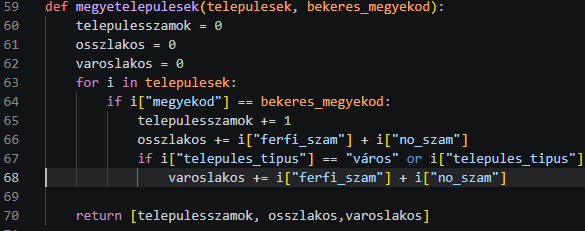 59 def megyetelepulesek(telepulesek, bekeres_megyekod):
60     telepulesszamok = 0
61     osszlakos = 0
62     varoslakos = 0
63     for i in telepulesek:
64         if i["megyekod"] == bekeres_megyekod:
65             telepulesszamok += 1
66             osszlakos += i["ferfi_szam"] + i["no_szam"]
67             if i["telepules_tipus"] == "város" or i["telepules_tipus"]
68                 varoslakos += i["ferfi_szam"] + i["no_szam"]
69
70     return [telepulesszamok, osszlakos,varoslakos]